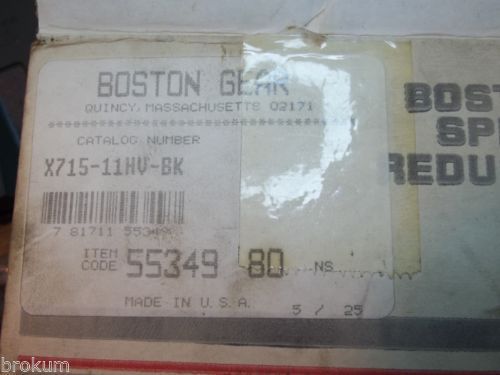 BOSTON GEAR
QUINCY, MASSACHUSETTS 02171
********************************
CATALOG NUMBER
X715-11HV-BK
7 81711 55349
ITEM CODE 55349 80 NS
MADE IN U.S.A.
5 / 25
BOST
SPE
REDU
brokum